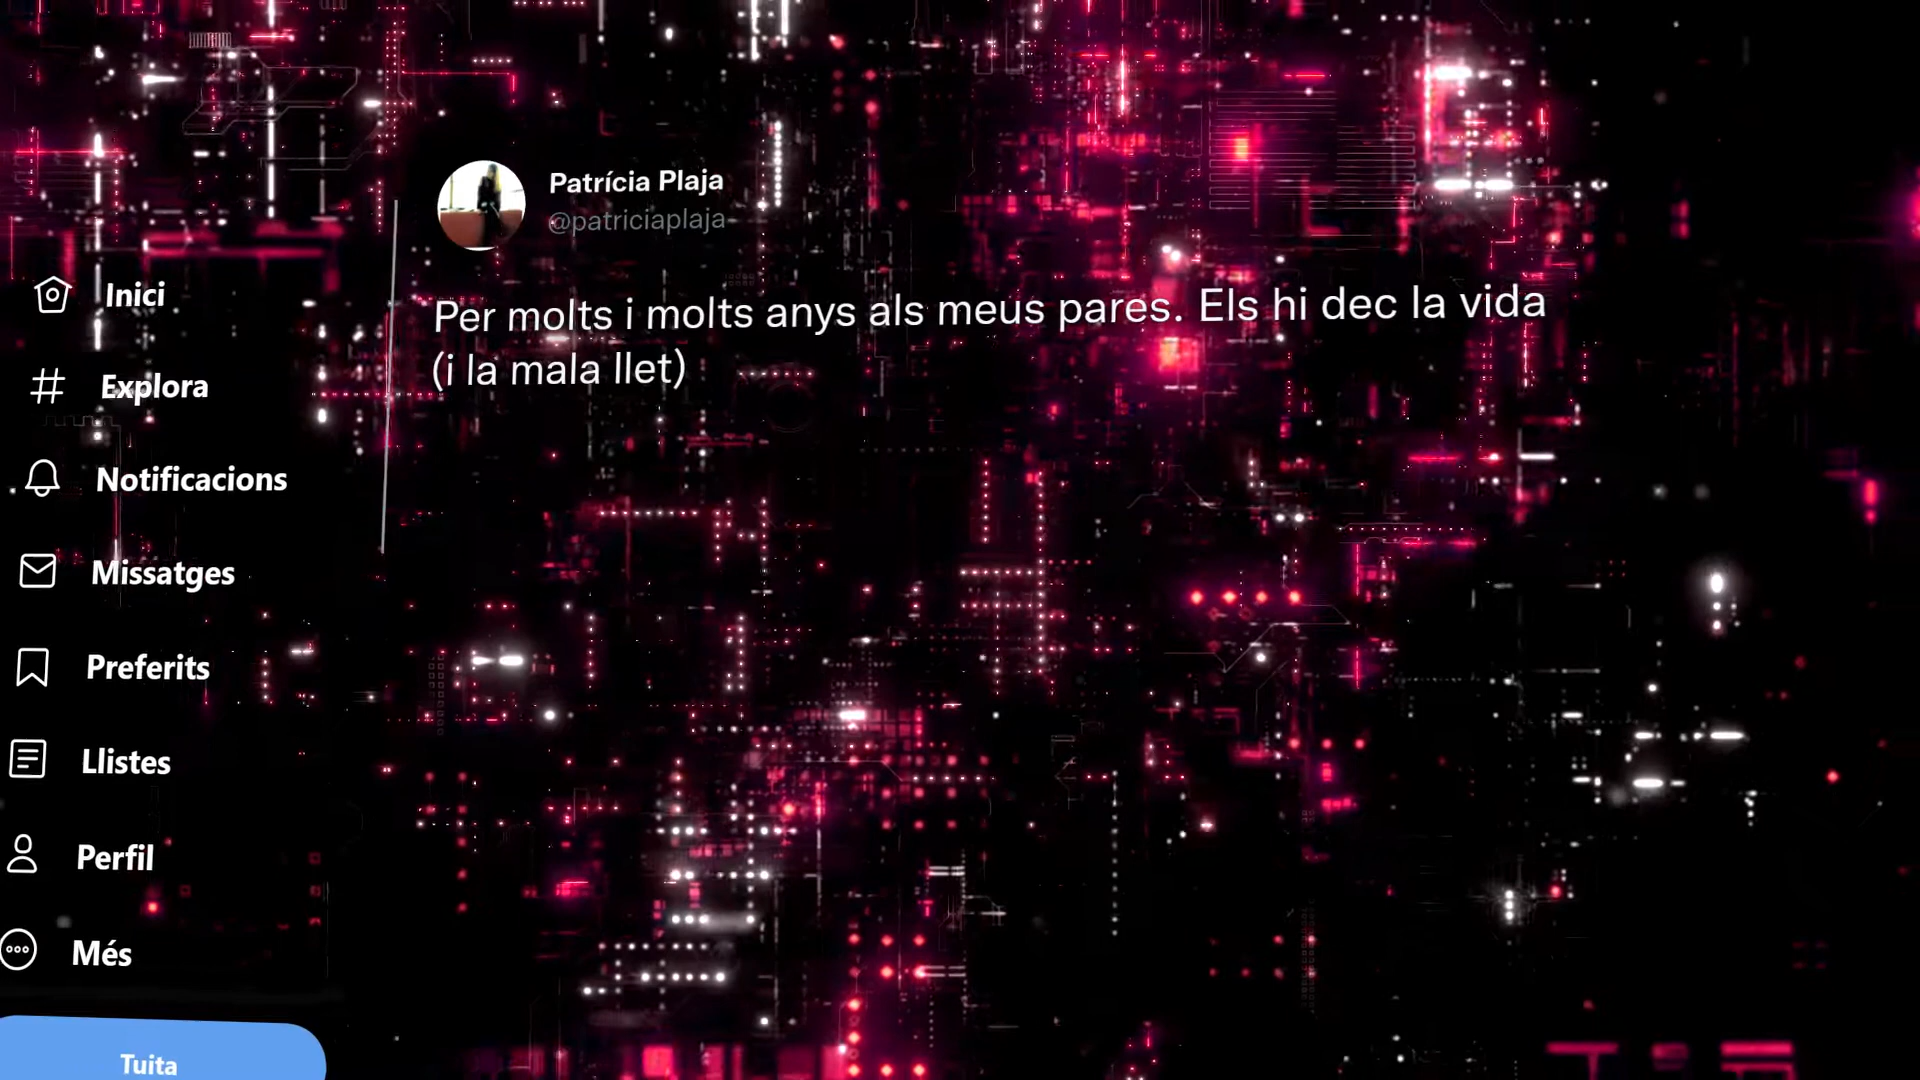 Patrícia Plaja
@patriciaplaja
Per molts i molts anys als meus pares. Els hi dec la vida
(i la mala llet)
Inici
Explora
Notificacions
Missatges
Preferits
Llistes
Perfil
Més
Tuita